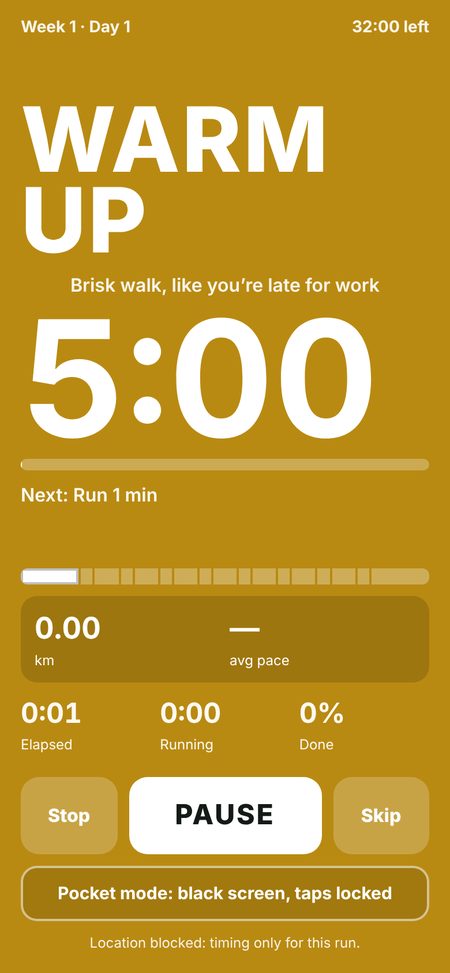 Week 1 · Day 1
32:00 left
WARM
UP
Brisk walk, like you’re late for work
5:00
Next: Run 1 min
0.00
—
km
avg pace
0:01
0:00
0%
Elapsed
Running
Done
Stop
PAUSE
Skip
Pocket mode: black screen, taps locked
Location blocked: timing only for this run.